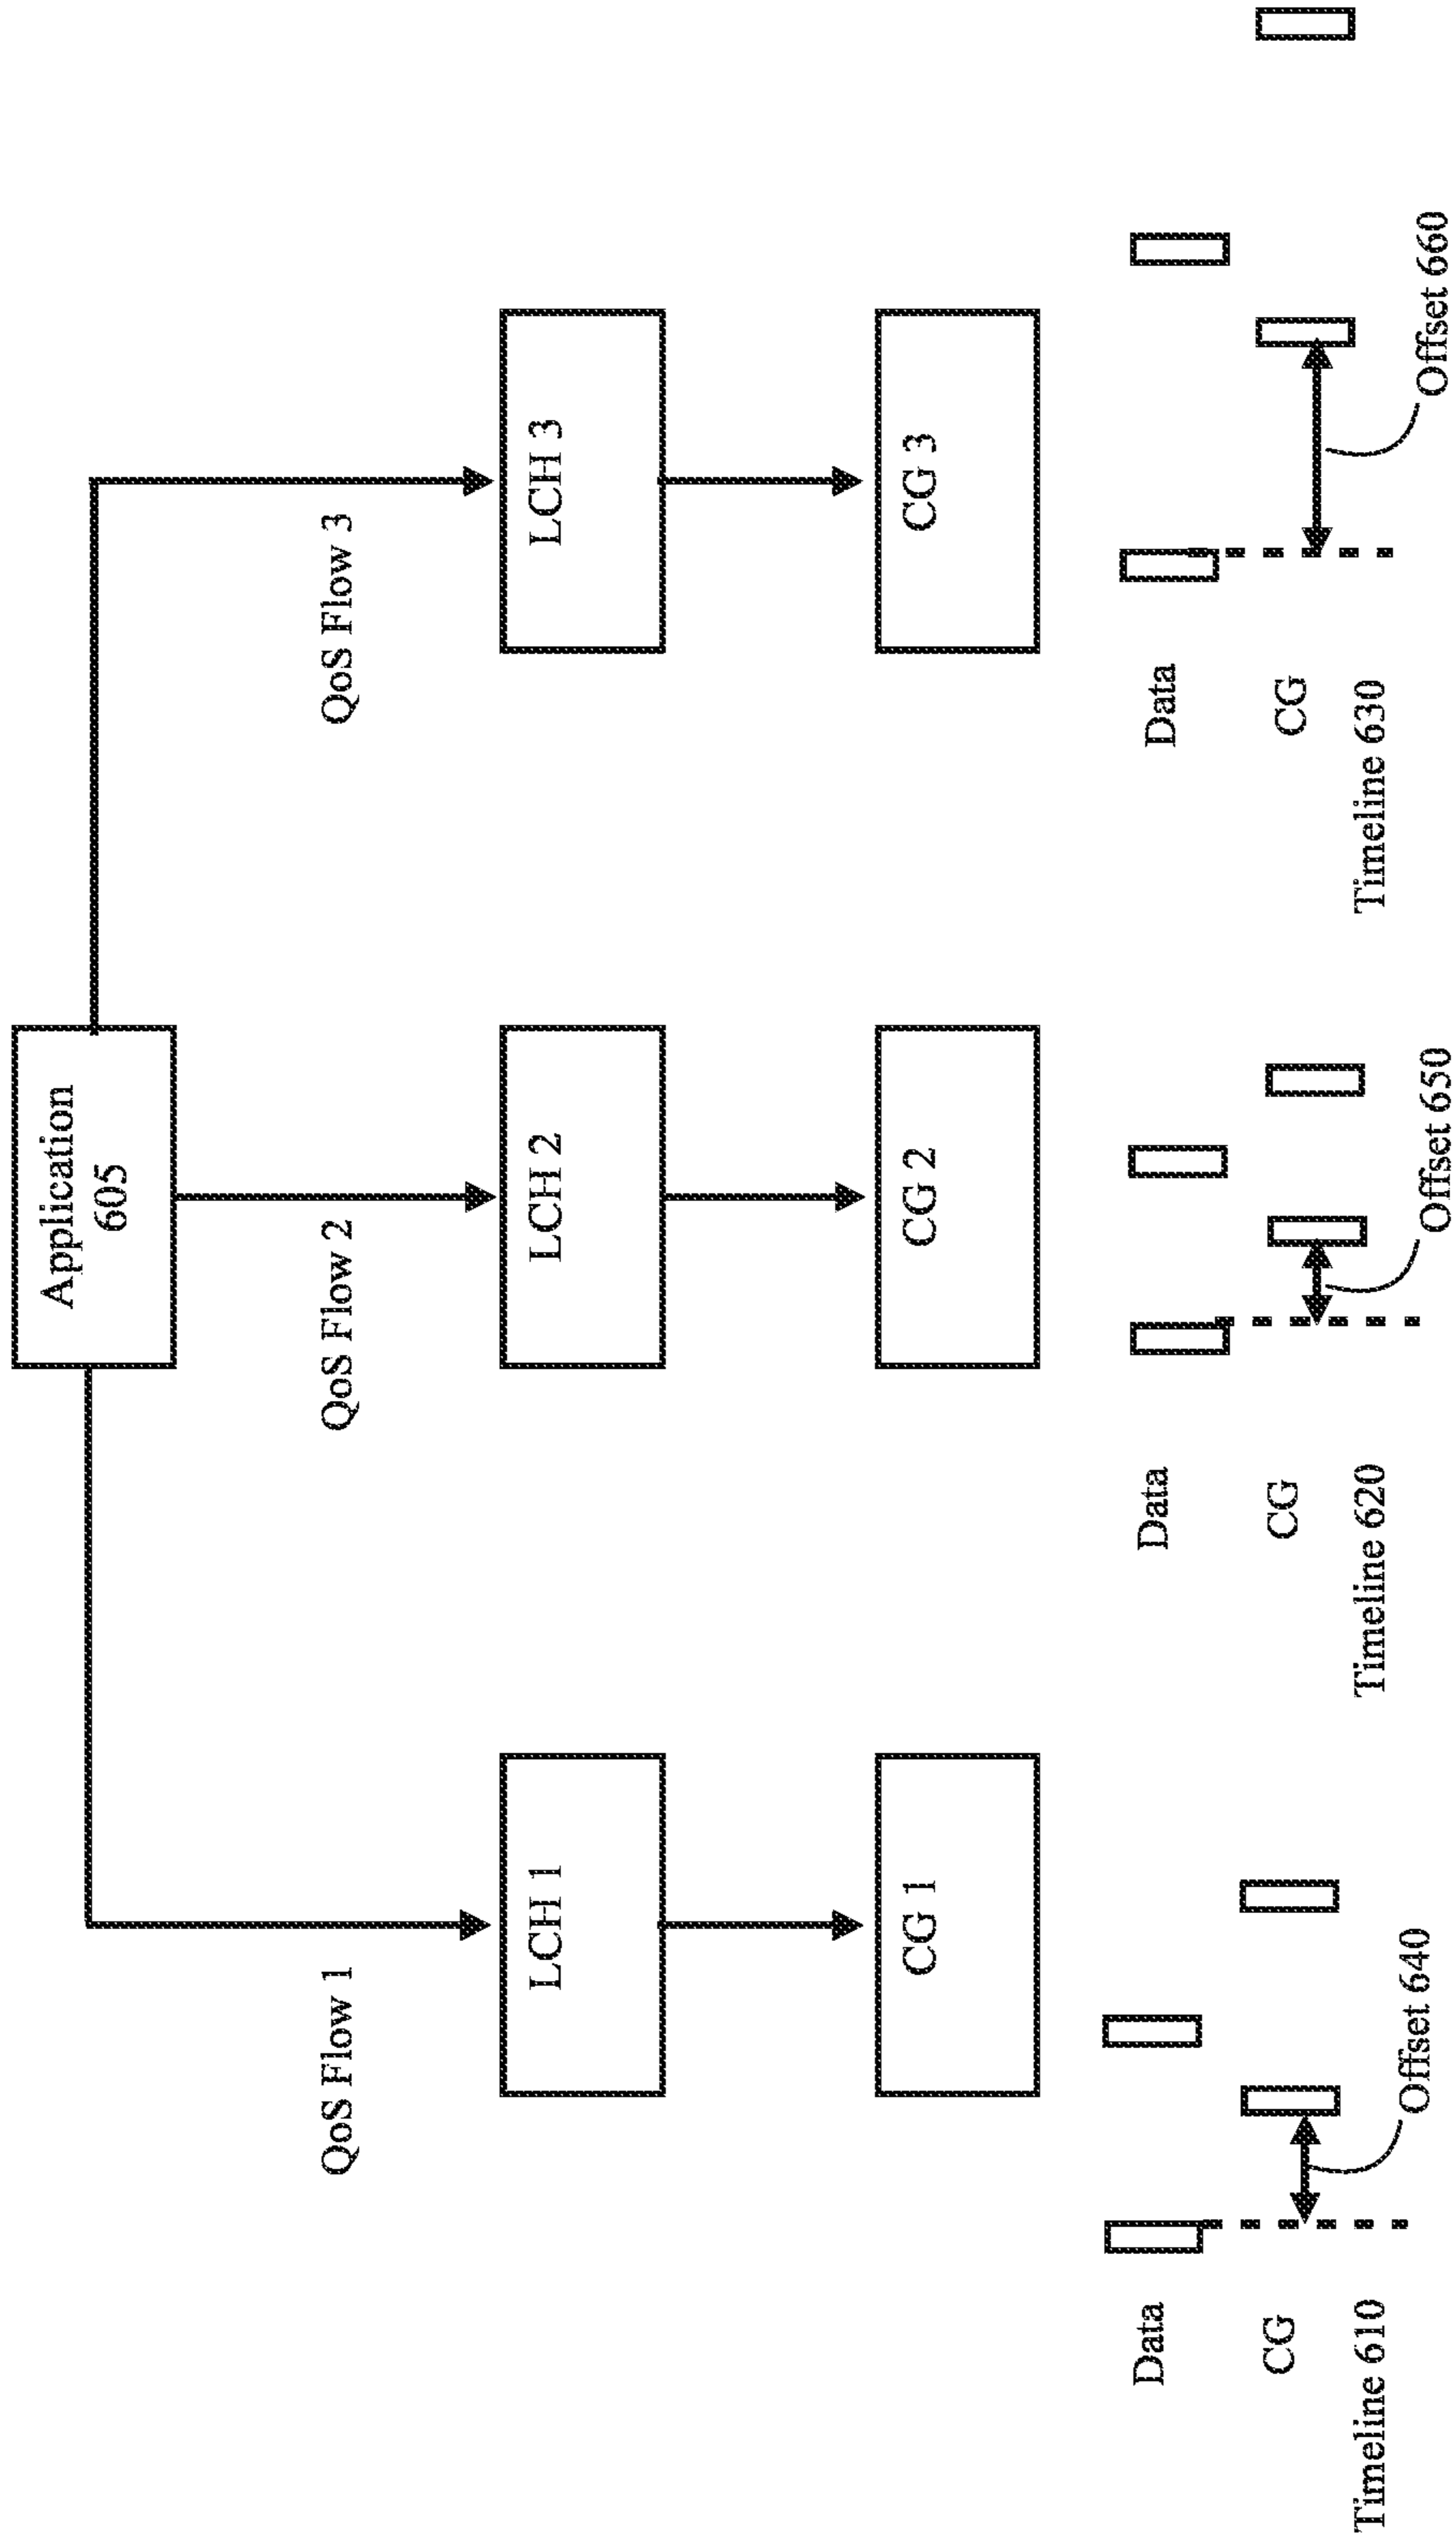 Application
605
QoS Flow 1
QoS Flow 2
QoS Flow 3
LCH 1
LCH 2
LCH 3
CG 1
CG 2
CG 3
Data
CG
Timeline 610
Offset 640
Data
CG
Timeline 620
Offset 650
Data
CG
Timeline 630
Offset 660